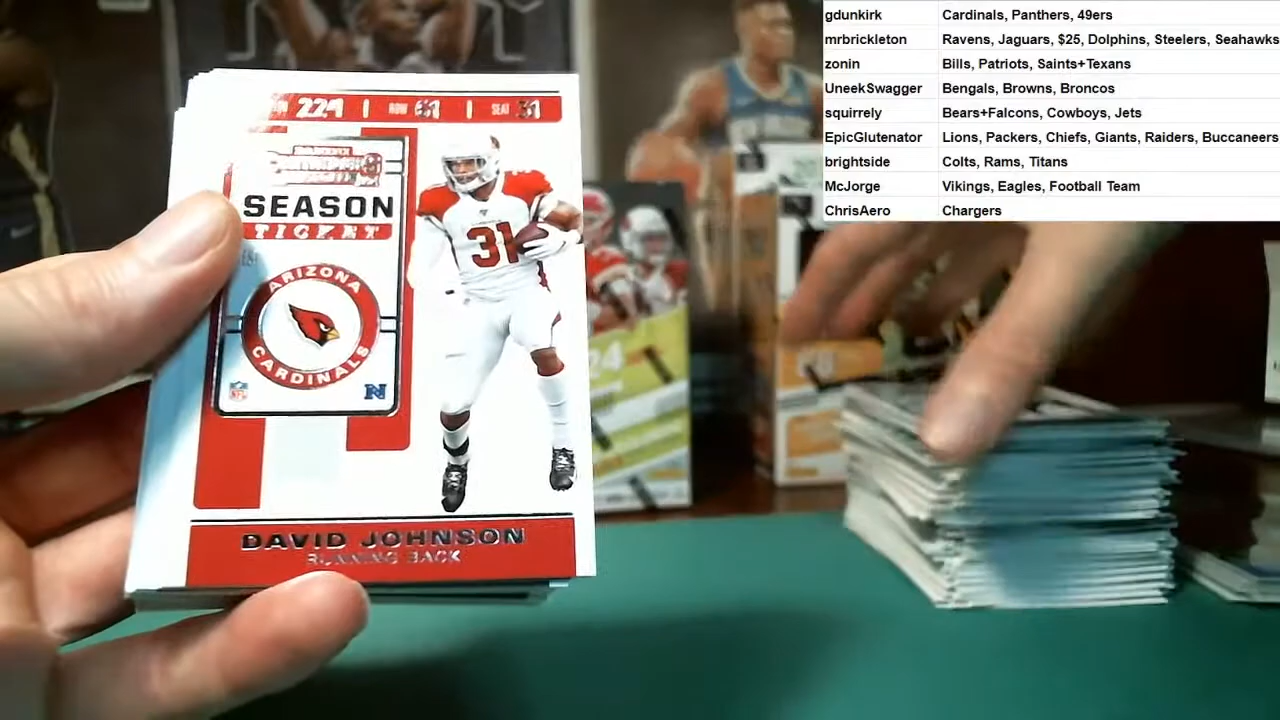 gdunkirk Cardinals, Panthers, 49ers
mrbrickleton Ravens, Jaguars, $25, Dolphins, Steelers, Seahawks
zonin Bills, Patriots, Saints+Texans
UneekSwagger Bengals, Browns, Broncos
squirrely Bears+Falcons, Cowboys, Jets
EpicGlutenator Lions, Packers, Chiefs, Giants, Raiders, Buccaneers
brightside Colts, Rams, Titans
McJorge Vikings, Eagles, Football Team
ChrisAero Chargers
224 | ROW 61 | SEAT 31
SEASON
TICKET
ARIZONA
CARDINALS
NFL
N
31
DAVID JOHNSON
RUNNING BACK
24